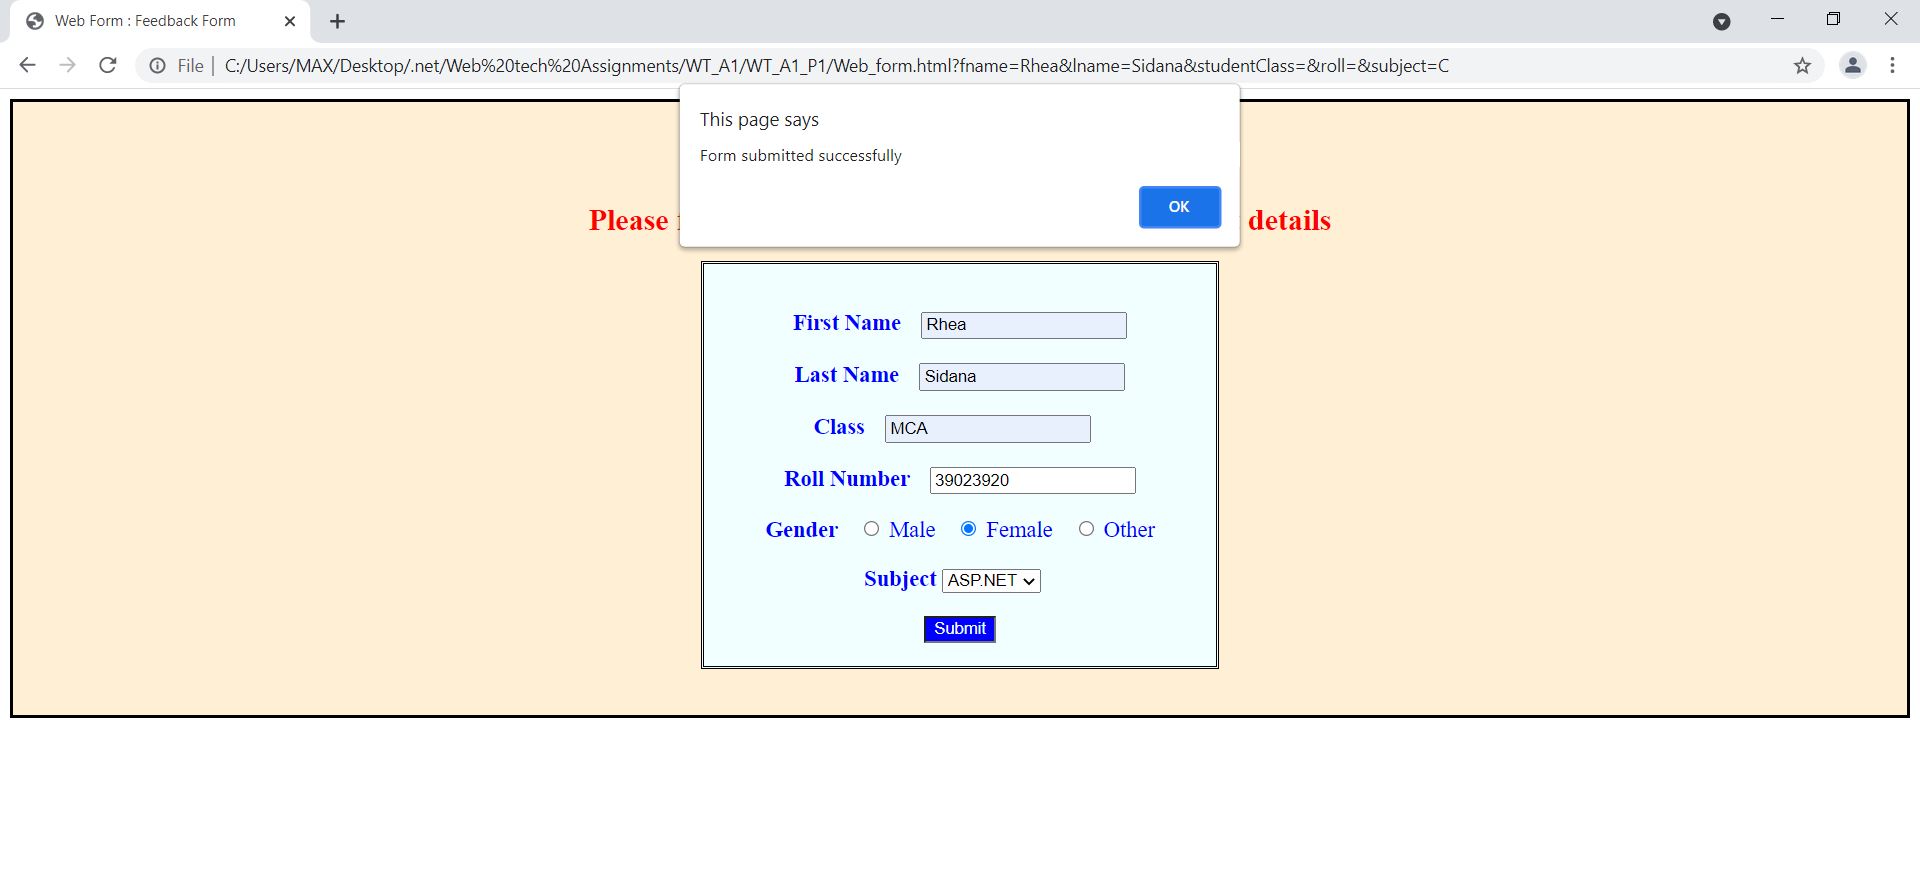 Web Form : Feedback Form
File
C:/Users/MAX/Desktop/.net/Web%20tech%20Assignments/WT_A1/WT_A1_P1/Web_form.html?fname=Rhea&lname=Sidana&studentClass=&roll=&subject=C
This page says
Form submitted successfully
OK
Please
details
First Name Rhea
Last Name Sidana
Class MCA
Roll Number 39023920
Gender Male Female Other
Subject ASP.NET
Submit